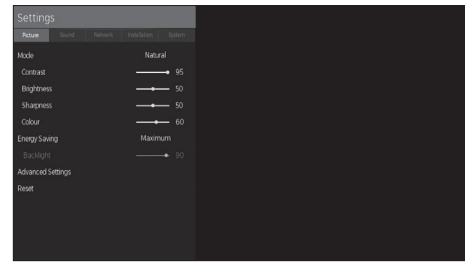 Settings
Picture Sound Network Installation System
Mode Natural
Contrast 95
Brightness 50
Sharpness 50
Colour 60
Energy Saving Maximum
Backlight 90
Advanced Settings
Reset